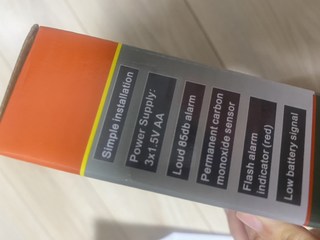 Simple installation
Power Supply:
3x1.5V AA
Loud 85db alarm
Permanent carbon
monoxide sensor
Flash alarm
indicator (red)
Low battery signal